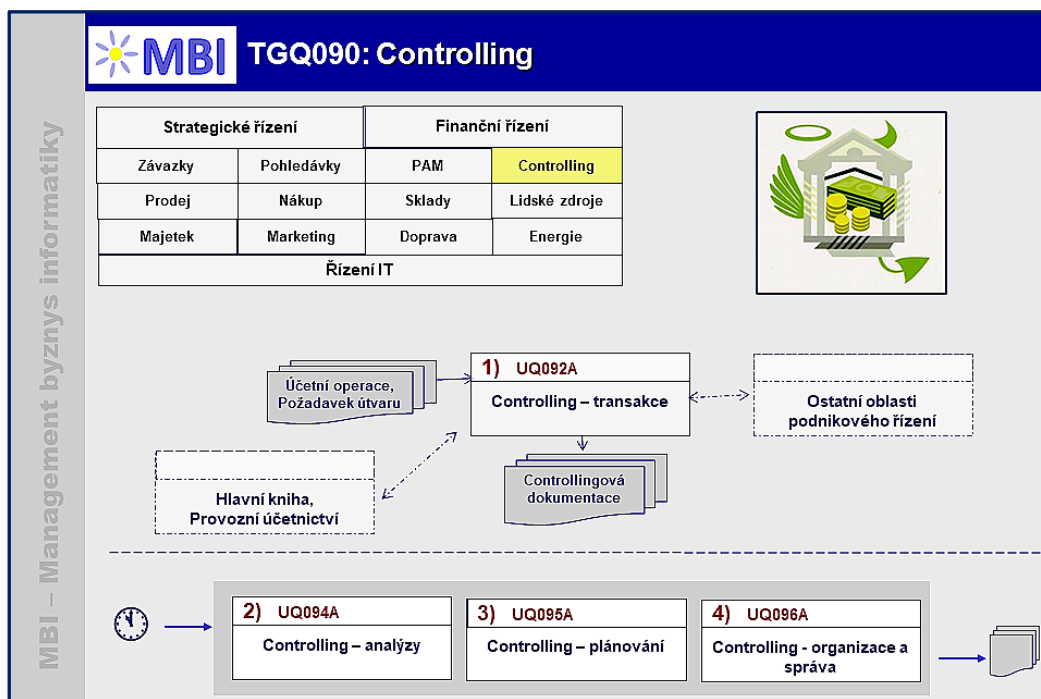 MBI
TGQ090: Controlling
MBI – Management byznys informatiky
Strategické řízení
Finanční řízení
Závazky
Pohledávky
PAM
Controlling
Prodej
Nákup
Sklady
Lidské zdroje
Majetek
Marketing
Doprava
Energie
Řízení IT
Účetní operace,
Požadavek útvaru
1) UQ092A
Controlling – transakce
Ostatní oblasti
podnikového řízení
Hlavní kniha,
Provozní účetnictví
Controllingová
dokumentace
2) UQ094A
Controlling – analýzy
3) UQ095A
Controlling – plánování
4) UQ096A
Controlling - organizace a
správa